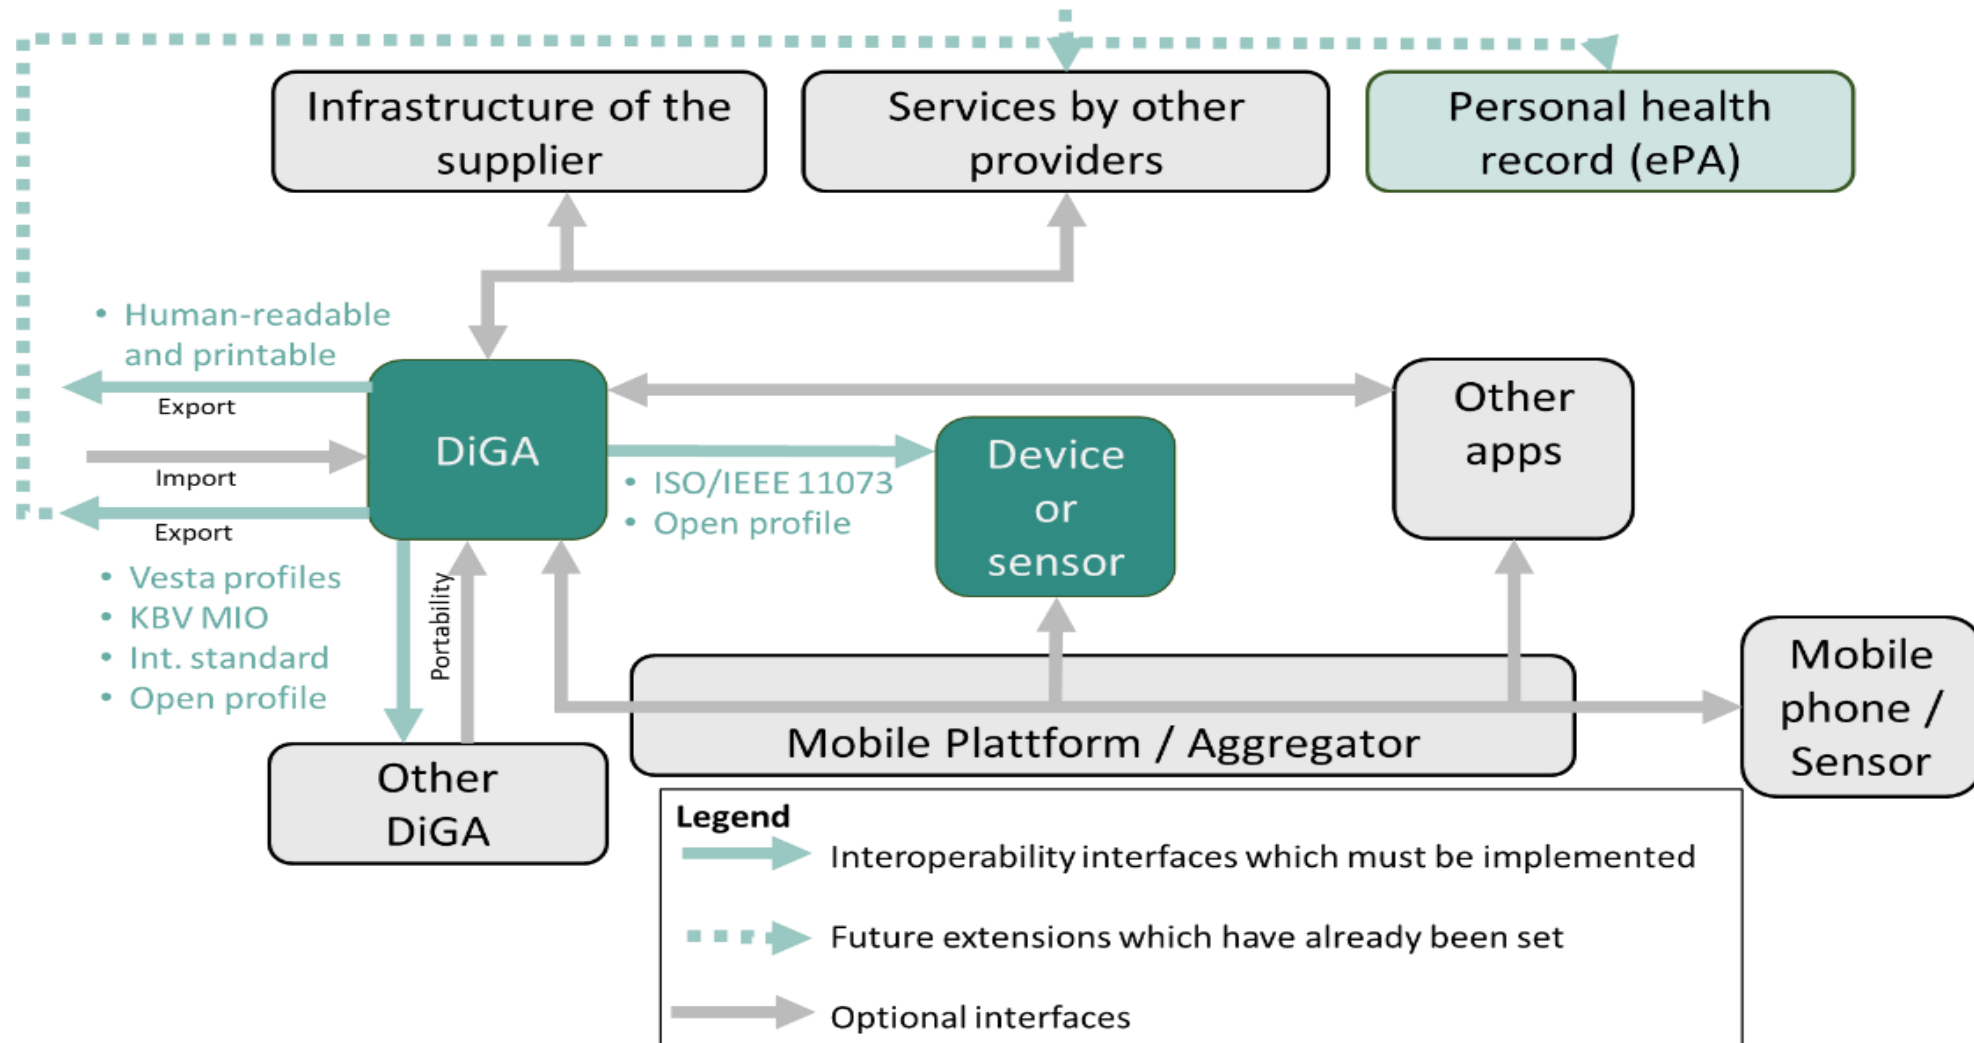 Infrastructure of the
supplier
Services by other
providers
Personal health
record (ePA)
• Human-readable
and printable
Export
Import
Export
DiGA
• ISO/IEEE 11073
• Open profile
Device
or
sensor
Other
apps
• Vesta profiles
• KBV MIO
• Int. standard
• Open profile
Portability
Other
DiGA
Mobile Plattform / Aggregator
Mobile
phone /
Sensor
Legend
Interoperability interfaces which must be implemented
Future extensions which have already been set
Optional interfaces